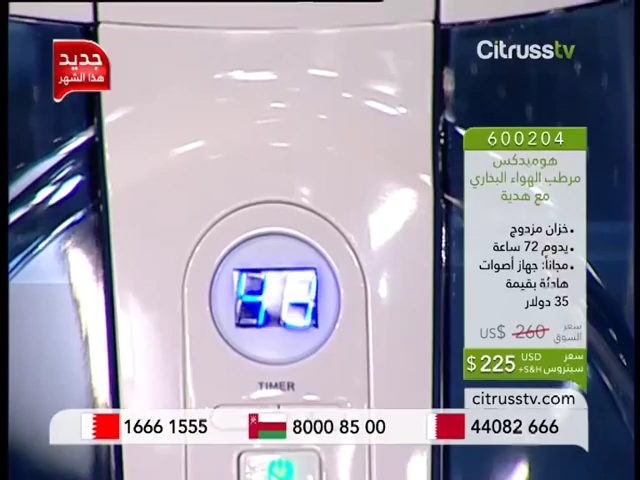 جديد
هذا الشهر
Citrusstv
600204
هوميدكس
مرطب الهواء البخاري
مع هدية
•خزان مزدوج
•يدوم 72 ساعة
•مجاناً: جهاز أصوات
هادئة بقيمة
35 دولار
سعر السوق US$ 260
سعر سيتروس USD +S&H $ 225
citrusstv.com
TIMER
1666 1555
8000 85 00
44082 666